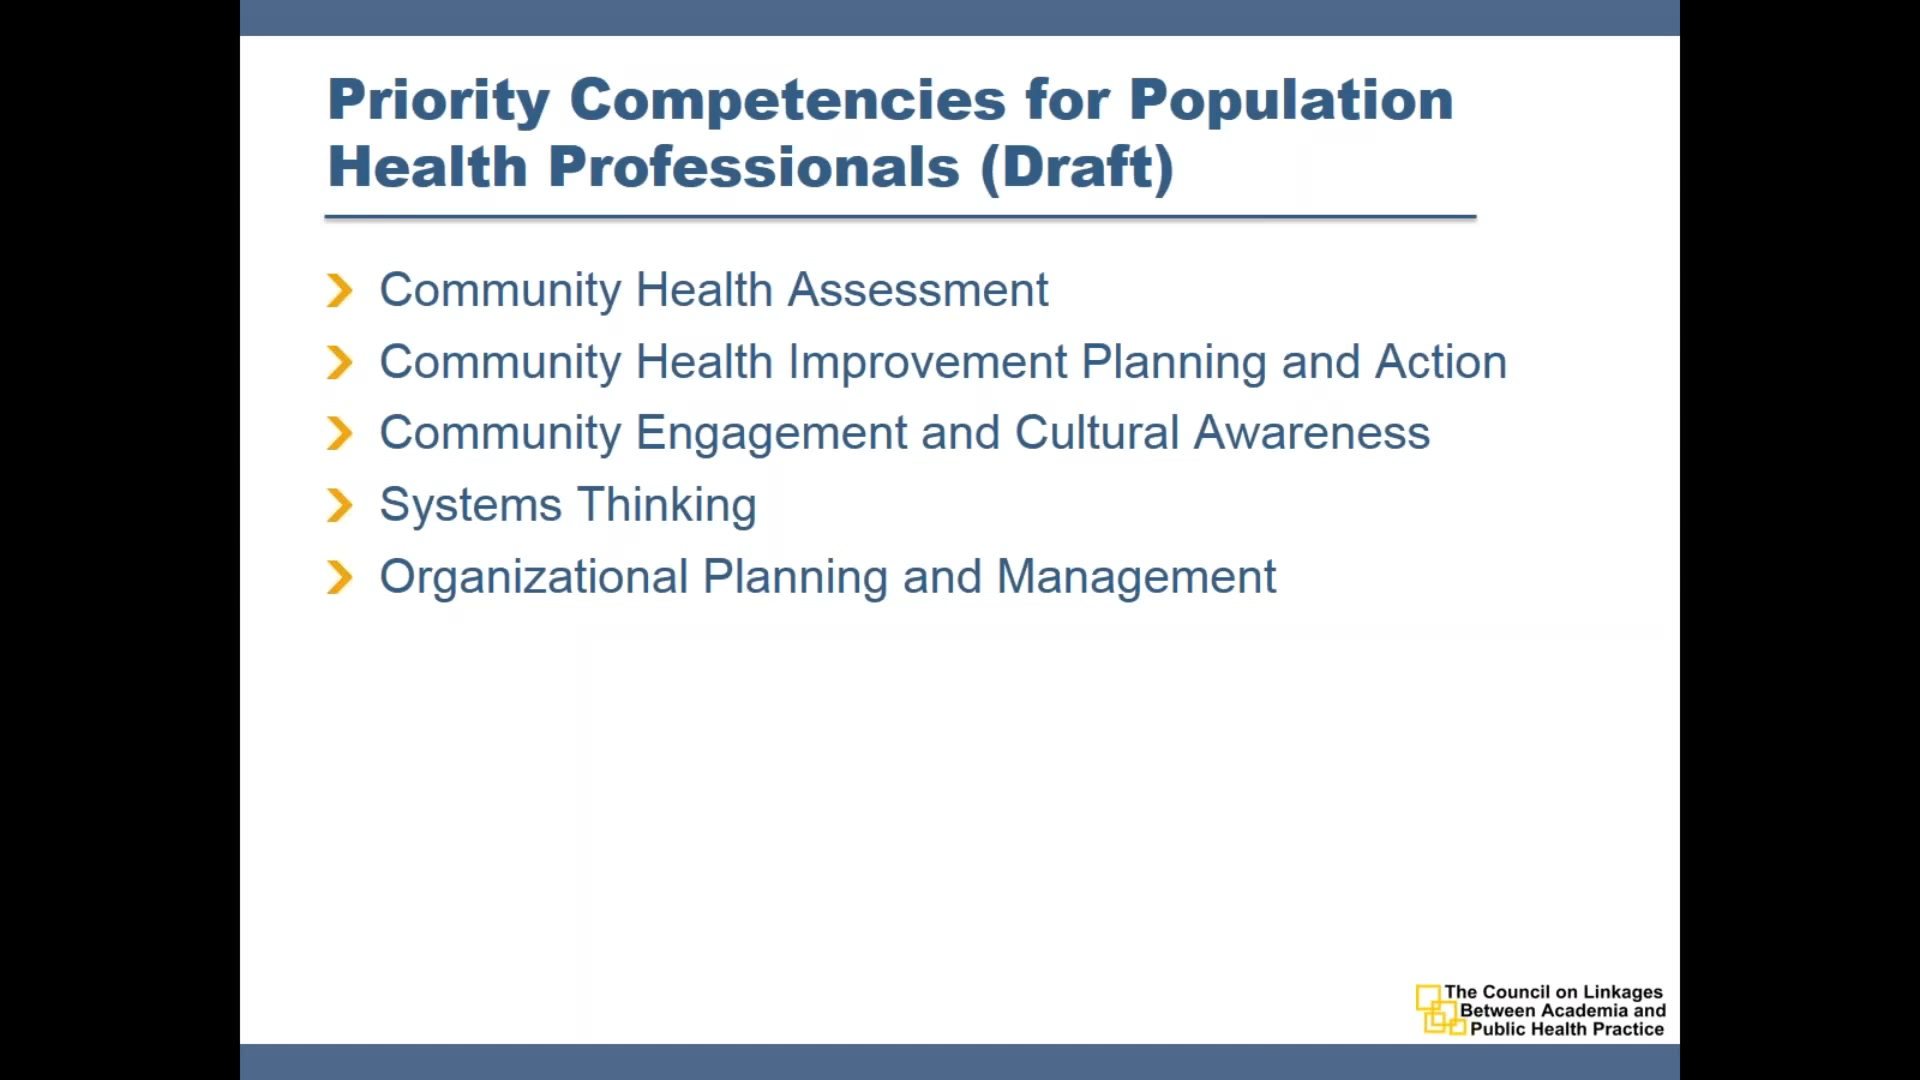 Priority Competencies for Population
Health Professionals (Draft)
Community Health Assessment
Community Health Improvement Planning and Action
Community Engagement and Cultural Awareness
Systems Thinking
Organizational Planning and Management
The Council on Linkages
Between Academia and
Public Health Practice